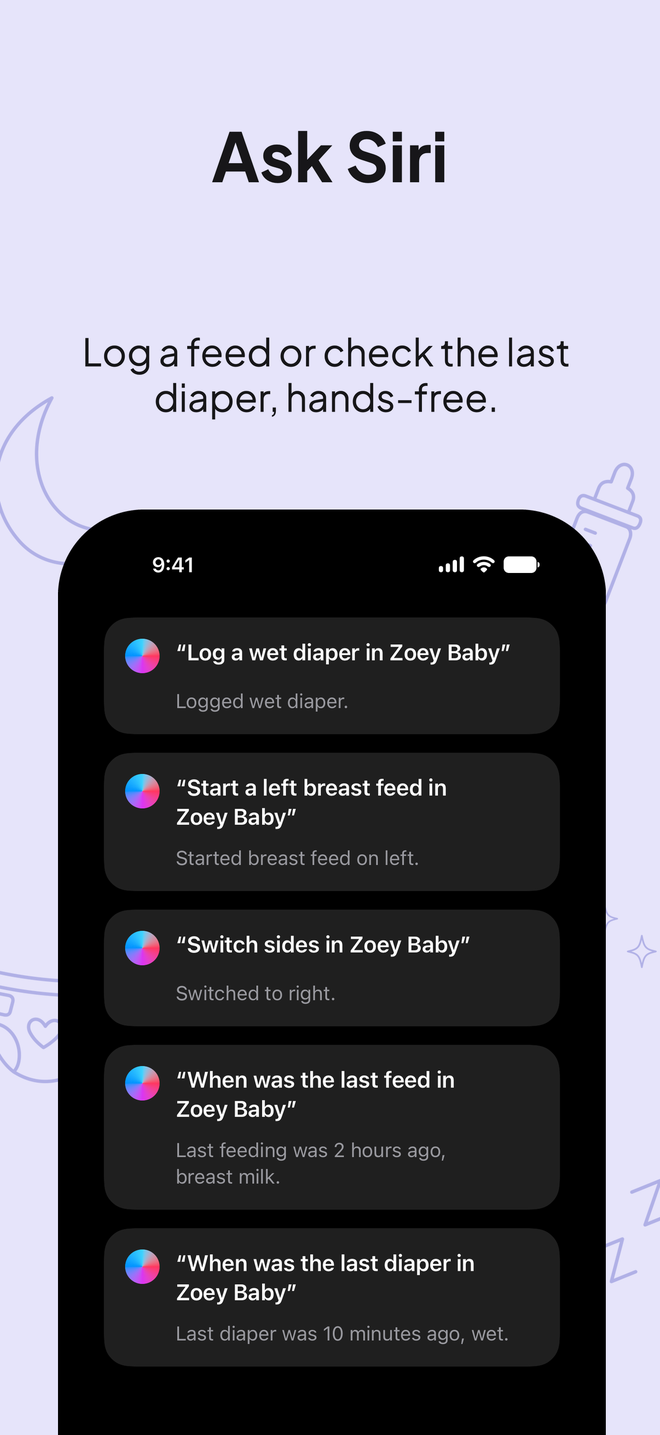 Ask Siri
Log a feed or check the last
diaper, hands-free.
9:41
“Log a wet diaper in Zoey Baby”
Logged wet diaper.
“Start a left breast feed in
Zoey Baby”
Started breast feed on left.
“Switch sides in Zoey Baby”
Switched to right.
“When was the last feed in
Zoey Baby”
Last feeding was 2 hours ago,
breast milk.
“When was the last diaper in
Zoey Baby”
Last diaper was 10 minutes ago, wet.
Z
Z